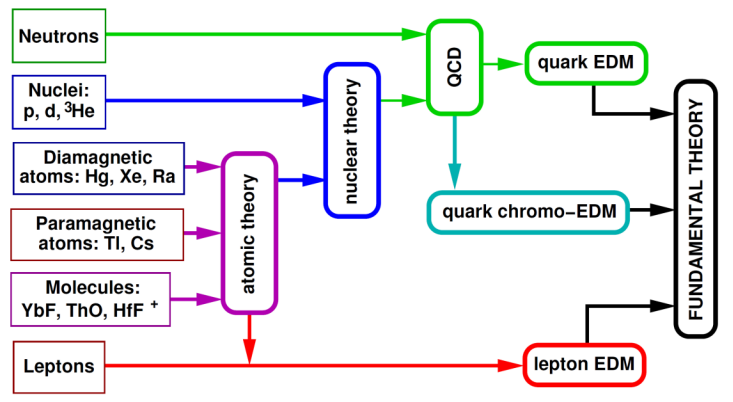 Neutrons
Nuclei:
p, d, ³He
Diamagnetic
atoms: Hg, Xe, Ra
Paramagnetic
atoms: Tl, Cs
Molecules:
YbF, ThO, HfF ⁺
Leptons
atomic theory
nuclear theory
QCD
quark EDM
quark chromo−EDM
lepton EDM
FUNDAMENTAL THEORY